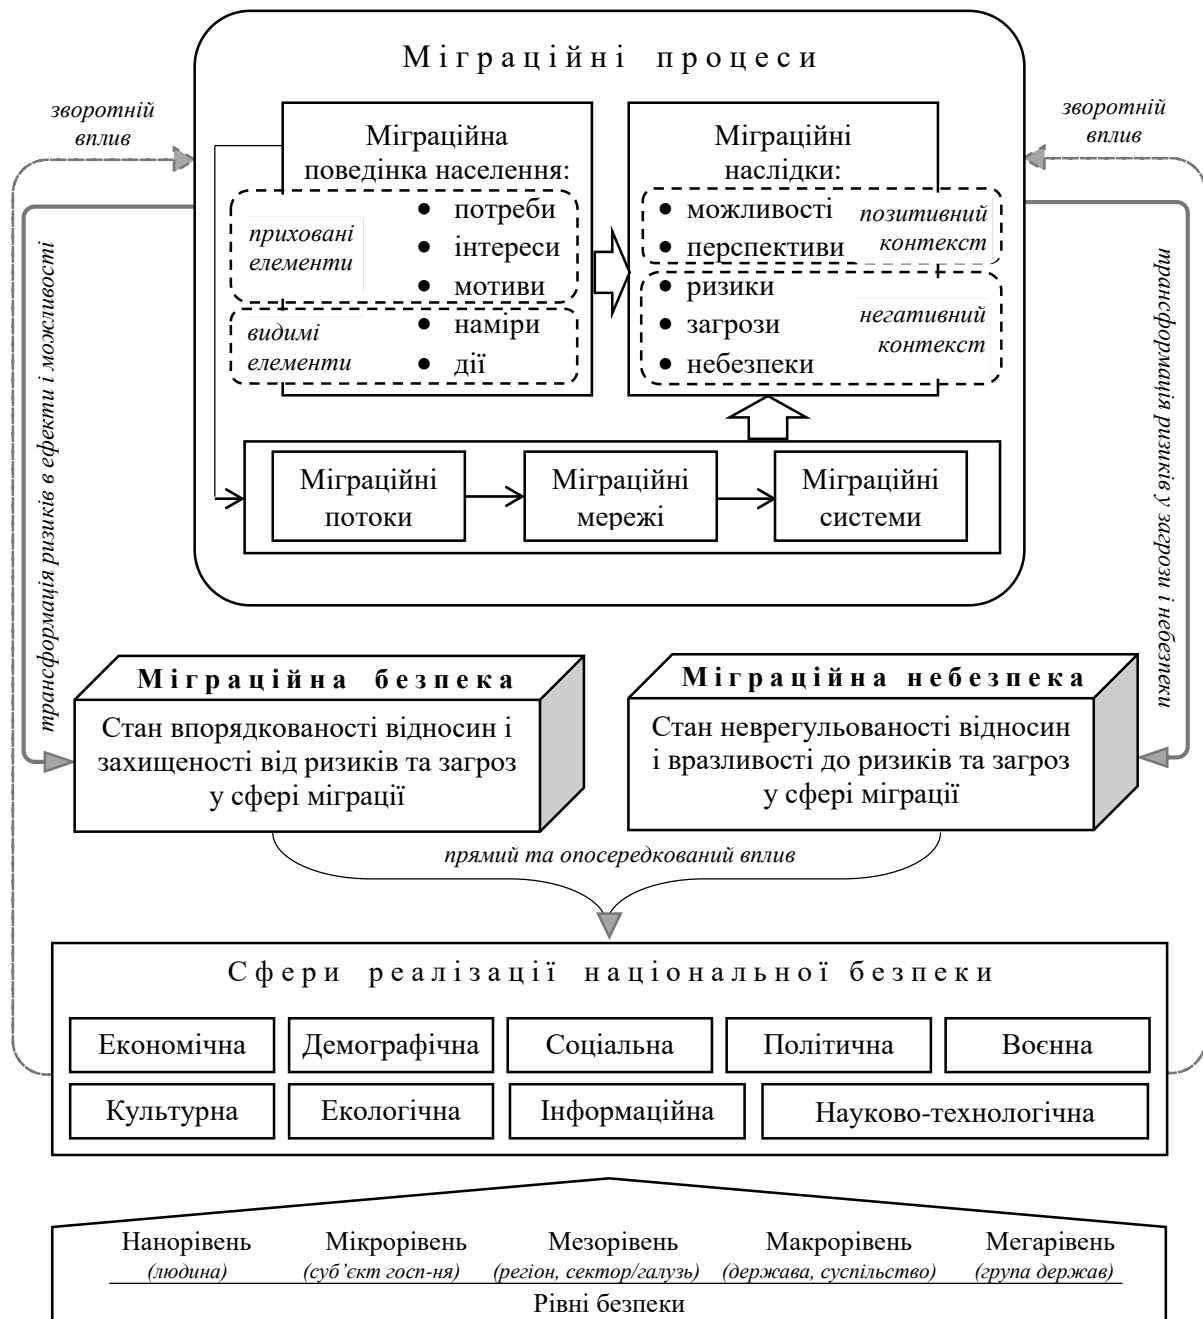 Міграційні процеси
зворотній
вплив
зворотній
вплив
Міграційна
поведінка населення:
приховані
елементи
• потреби
• інтереси
• мотиви
видимі
елементи
• наміри
• дії
Міграційні
наслідки:
• можливості
• перспективи
позитивний
контекст
• ризики
• загрози
• небезпеки
негативний
контекст
Міграційні
потоки
Міграційні
мережі
Міграційні
системи
трансформація ризиків в ефекти і можливості
трансформація ризиків у загрози і небезпеки
Міграційна безпека
Стан впорядкованості відносин і
захищеності від ризиків та загроз
у сфері міграції
Міграційна небезпека
Стан неврегульованості відносин
і вразливості до ризиків та загроз
у сфері міграції
прямий та опосередкований вплив
Сфери реалізації національної безпеки
Економічна
Демографічна
Соціальна
Політична
Воєнна
Культурна
Екологічна
Інформаційна
Науково-технологічна
Нанорівень
(людина)
Мікрорівень
(суб’єкт госп-ня)
Мезорівень
(регіон, сектор/галузь)
Макрорівень
(держава, суспільство)
Мегарівень
(група держав)
Рівні безпеки